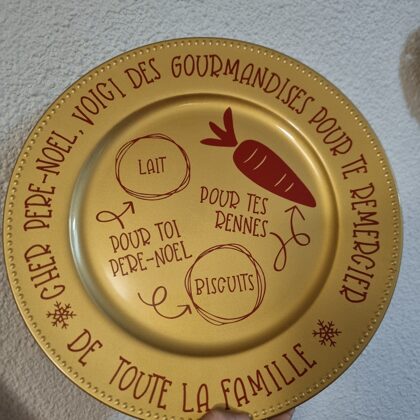 CHER PERE-NOEL, VOICI DES GOURMANDISES POUR TE REMERCIER
LAIT
POUR TES
RENNES
POUR TOI
PERE-NOEL
BISCUITS
DE TOUTE LA FAMILLE